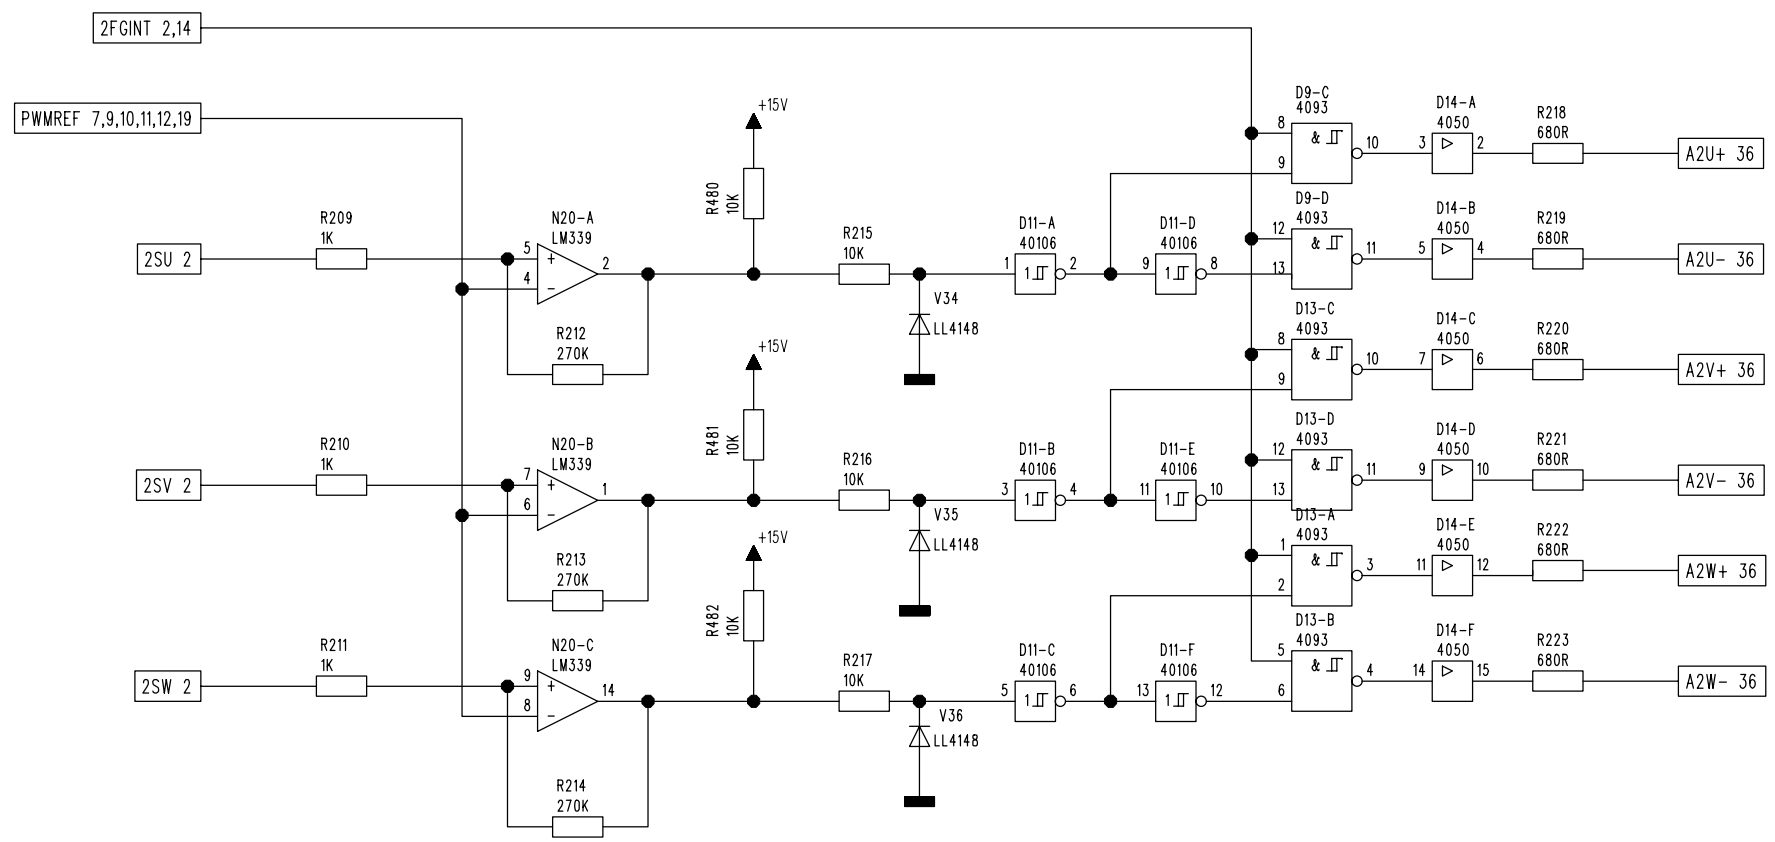 2FGINT 2,14
PWMREF 7,9,10,11,12,19
D9-C
4093
8
9
& 
10
D14-A
4050
3
2
R218
680R
A2U+ 36
+15V
R480
10K
R209
1K
2SU 2
N20-A
LM339
5
4
+
−
2
R212
270K
R215
10K
V34
LL4148
D11-A
40106
1
1
2
D11-D
40106
9
1
8
D9-D
4093
12
13
&
11
D14-B
4050
5
4
R219
680R
A2U- 36
D13-C
4093
8
9
&
10
D14-C
4050
7
6
R220
680R
A2V+ 36
+15V
R481
10K
R210
1K
2SV 2
N20-B
LM339
7
6
+
−
1
R213
270K
R216
10K
V35
LL4148
D11-B
40106
3
1
4
D11-E
40106
11
1
10
D13-D
4093
12
13
&
11
D14-D
4050
9
10
R221
680R
A2V- 36
D13-A
4093
1
2
&
3
D14-E
4050
11
12
R222
680R
A2W+ 36
+15V
R482
10K
R211
1K
2SW 2
N20-C
LM339
9
8
+
−
14
R214
270K
R217
10K
V36
LL4148
D11-C
40106
5
1
6
D11-F
40106
13
1
12
D13-B
4093
5
6
&
4
D14-F
4050
14
15
R223
680R
A2W- 36